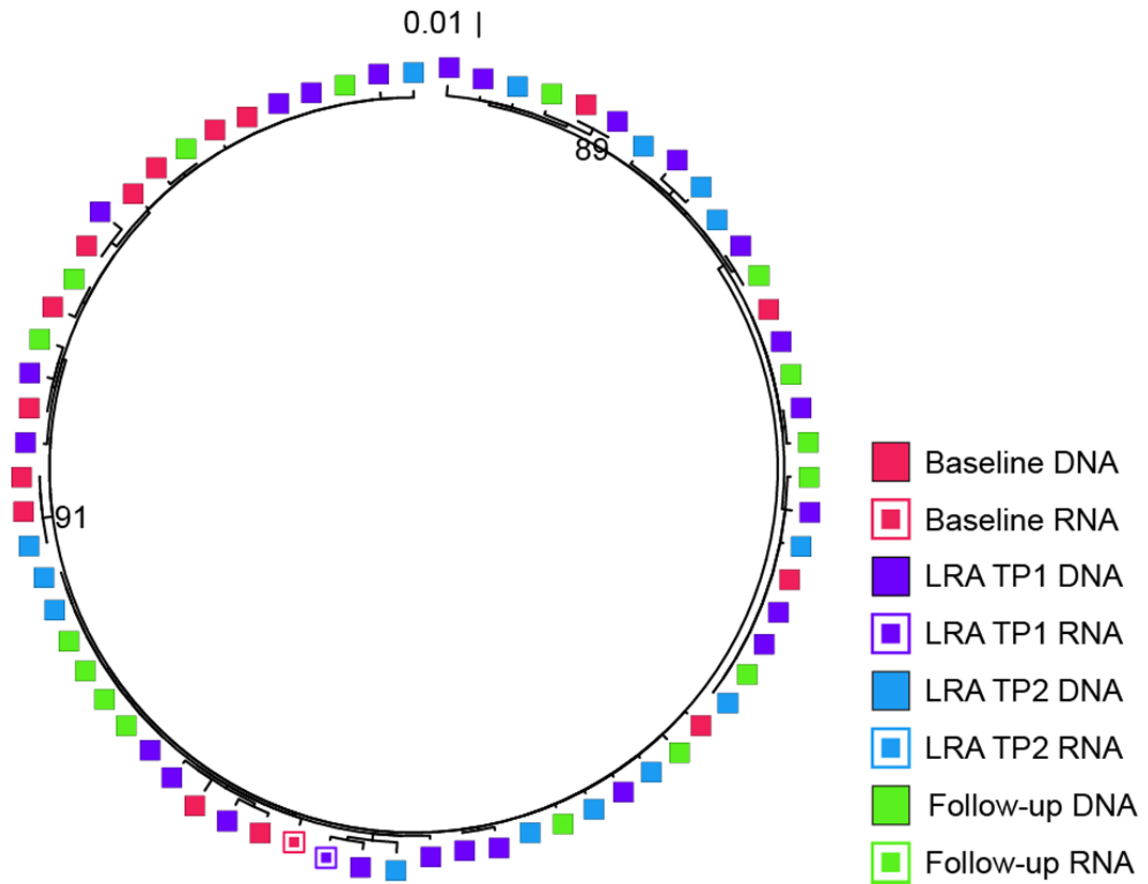 0.01
89
91
Baseline DNA
Baseline RNA
LRA TP1 DNA
LRA TP1 RNA
LRA TP2 DNA
LRA TP2 RNA
Follow-up DNA
Follow-up RNA